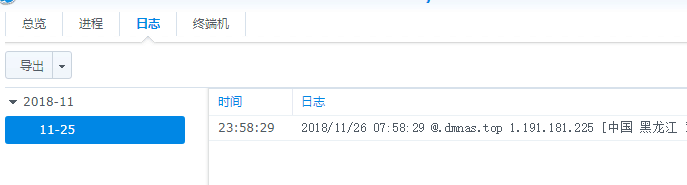 总览 进程 日志 终端机
导出
2018-11
11-25
时间 日志
23:58:29 2018/11/26 07:58:29 @.dmnas.top 1.191.181.225 [中国 黑龙江